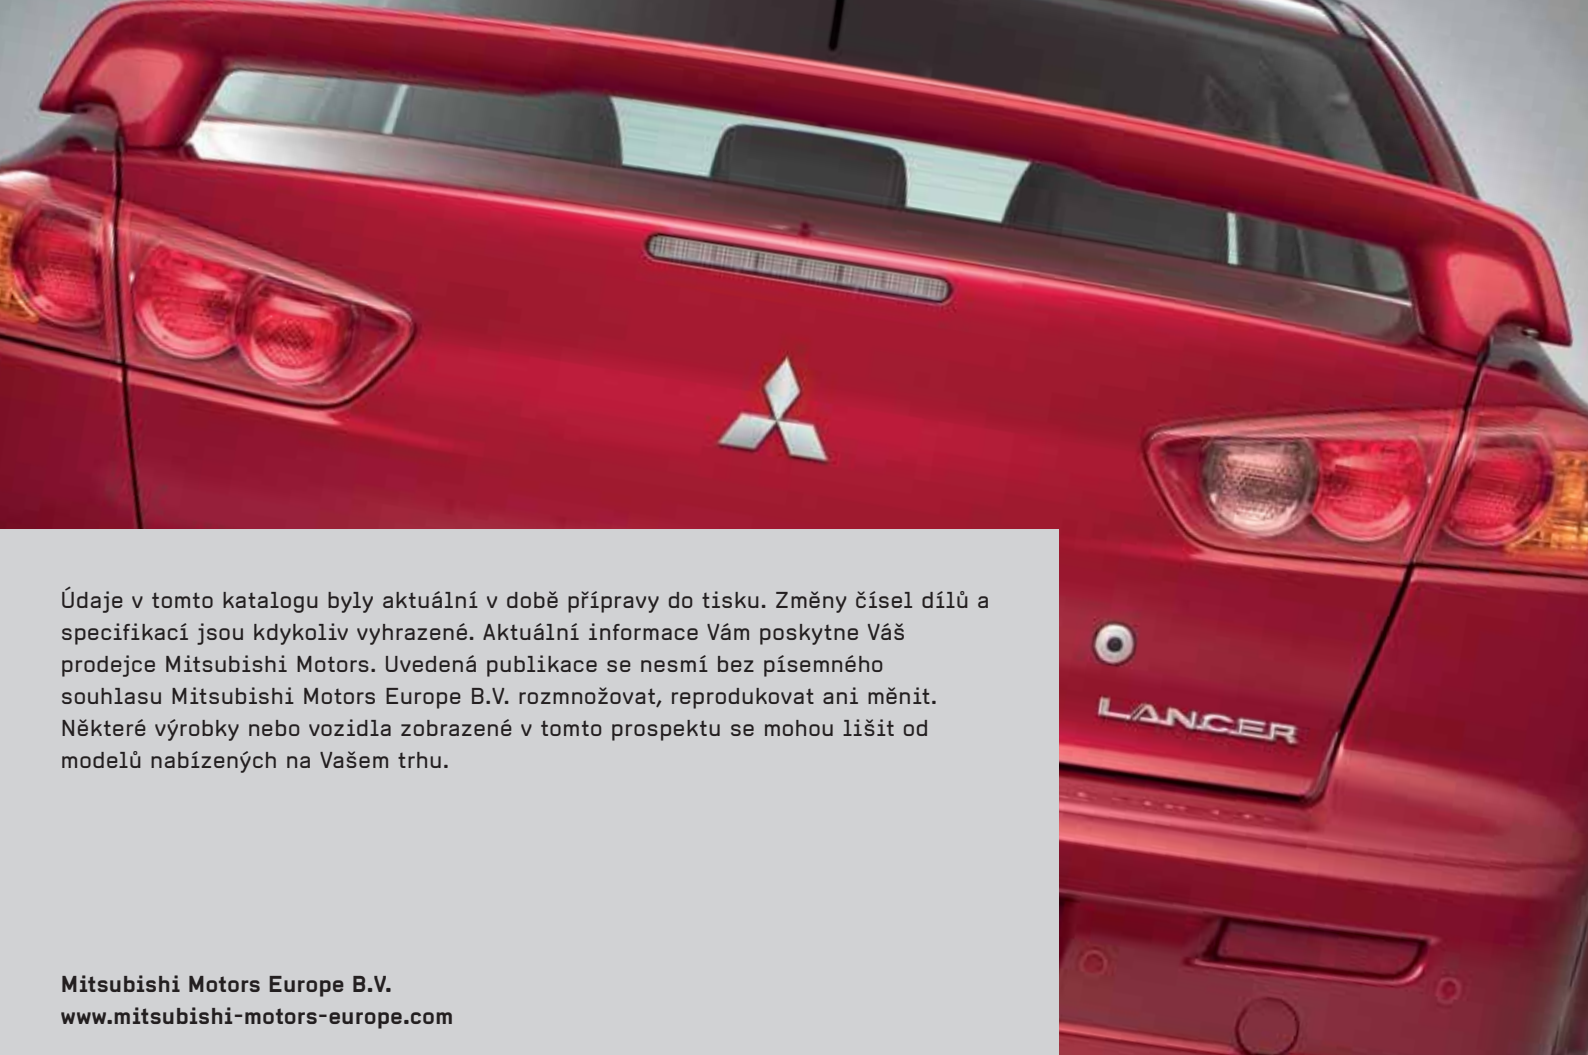 Údaje v tomto katalogu byly aktuální v době přípravy do tisku. Změny čísel dílů a
specifikací jsou kdykoliv vyhrazené. Aktuální informace Vám poskytne Váš
prodejce Mitsubishi Motors. Uvedená publikace se nesmí bez písemného
souhlasu Mitsubishi Motors Europe B.V. rozmnožovat, reprodukovat ani měnit.
Některé výrobky nebo vozidla zobrazené v tomto prospektu se mohou lišit od
modelů nabízených na Vašem trhu.
LANCER
Mitsubishi Motors Europe B.V.
www.mitsubishi-motors-europe.com